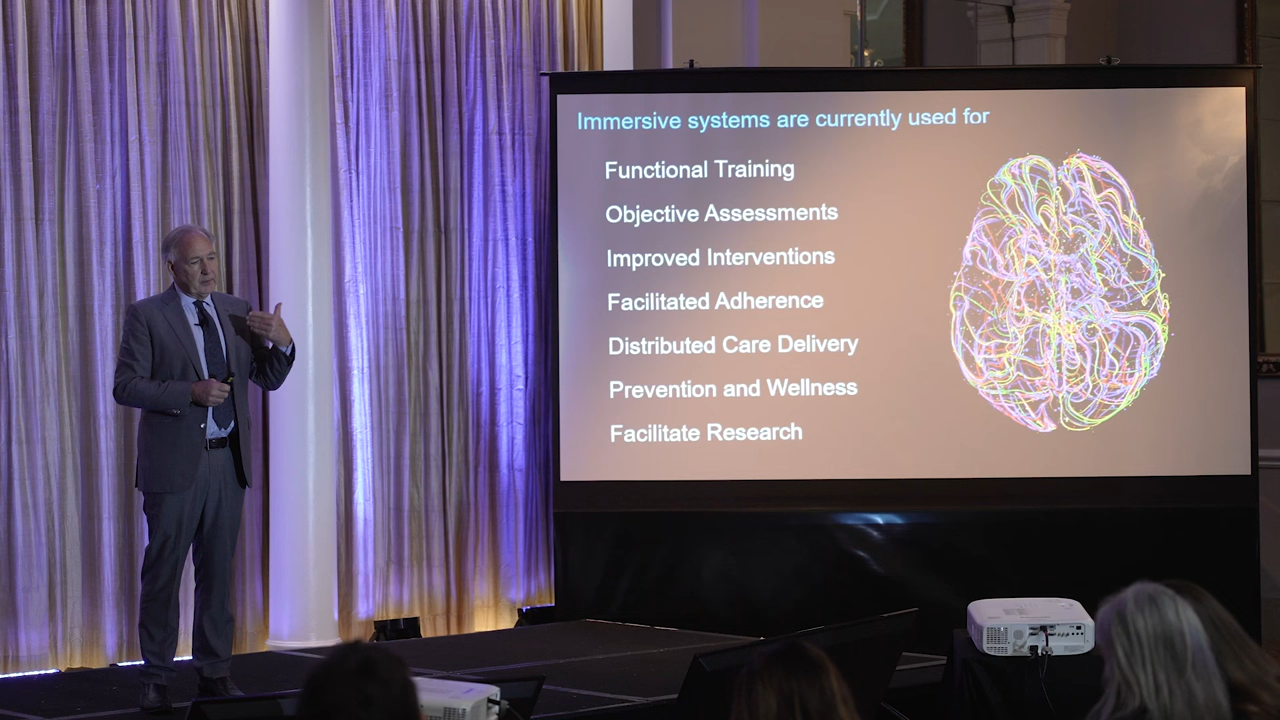 Immersive systems are currently used for
Functional Training
Objective Assessments
Improved Interventions
Facilitated Adherence
Distributed Care Delivery
Prevention and Wellness
Facilitate Research